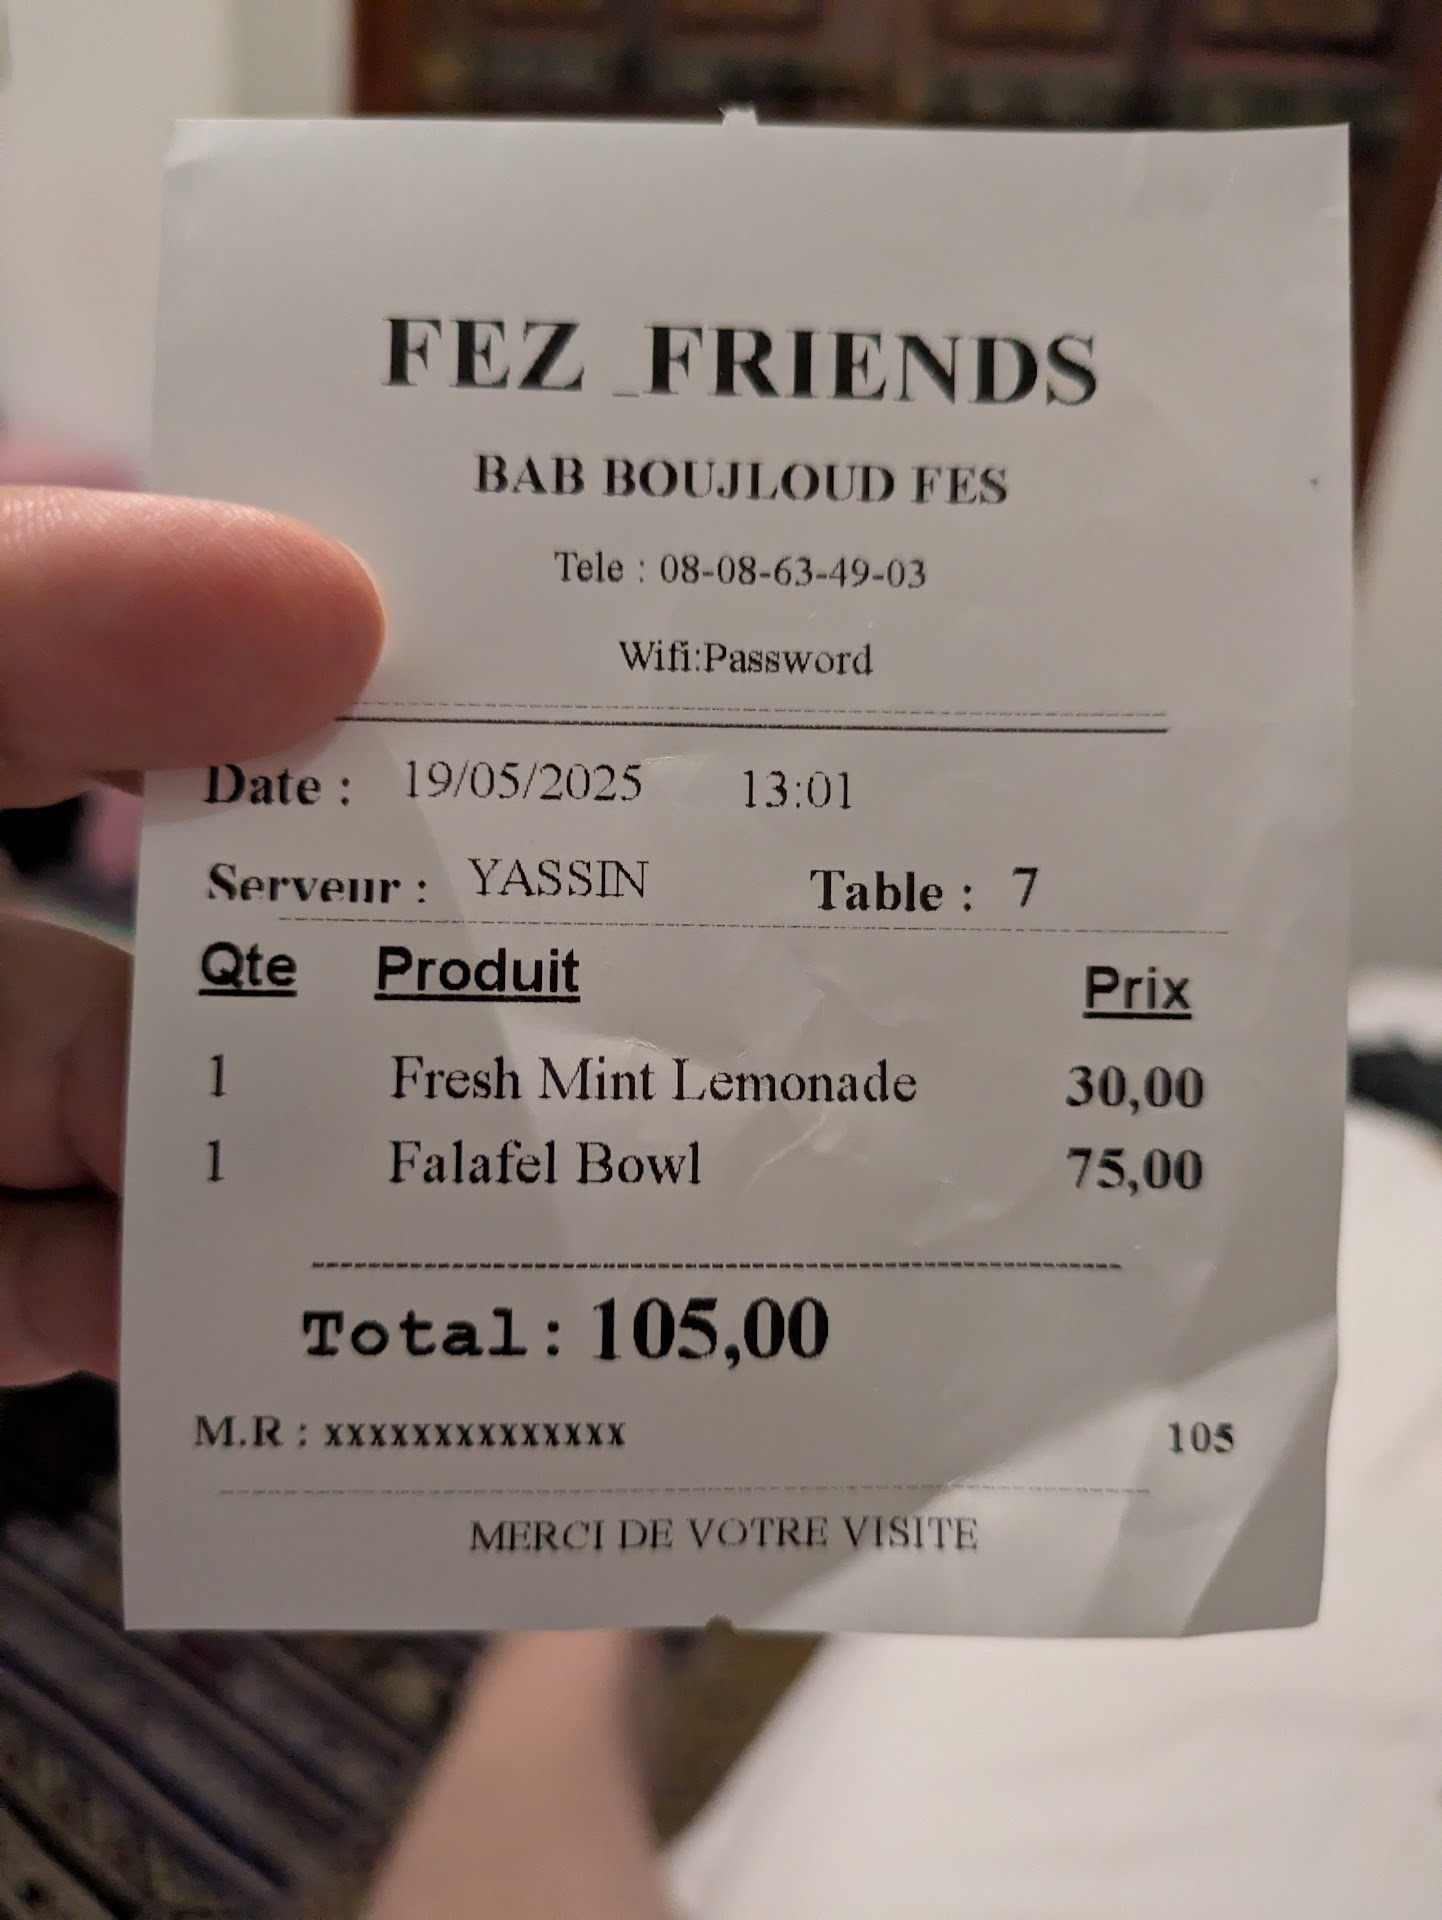 FEZ _FRIENDS
BAB BOUJLOUD FES
Tele : 08-08-63-49-03
Wifi:Password
Date : 19/05/2025 13:01
Serveur : YASSIN Table : 7
Qte Produit Prix
1 Fresh Mint Lemonade 30,00
1 Falafel Bowl 75,00
Total: 105,00
M.R : xxxxxxxxxxxxxx 105
MERCI DE VOTRE VISITE